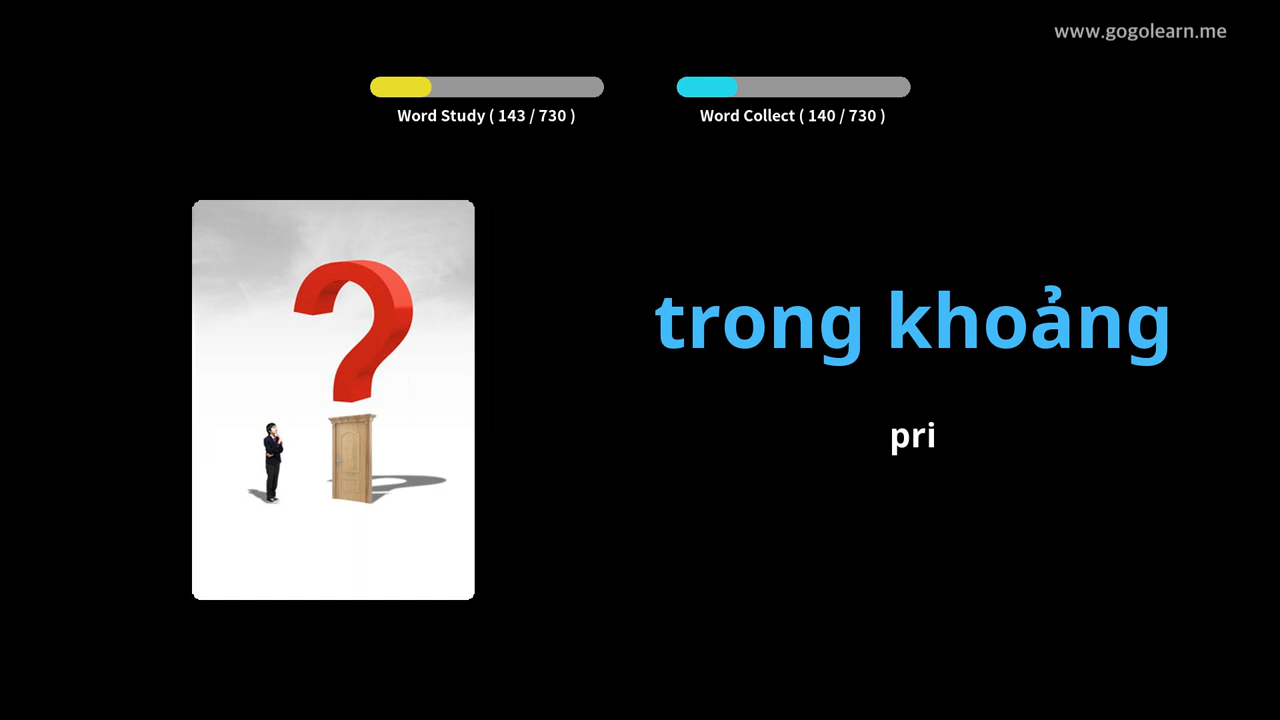 www.gogolearn.me
Word Study ( 143 / 730 )
Word Collect ( 140 / 730 )
trong khoảng
pri